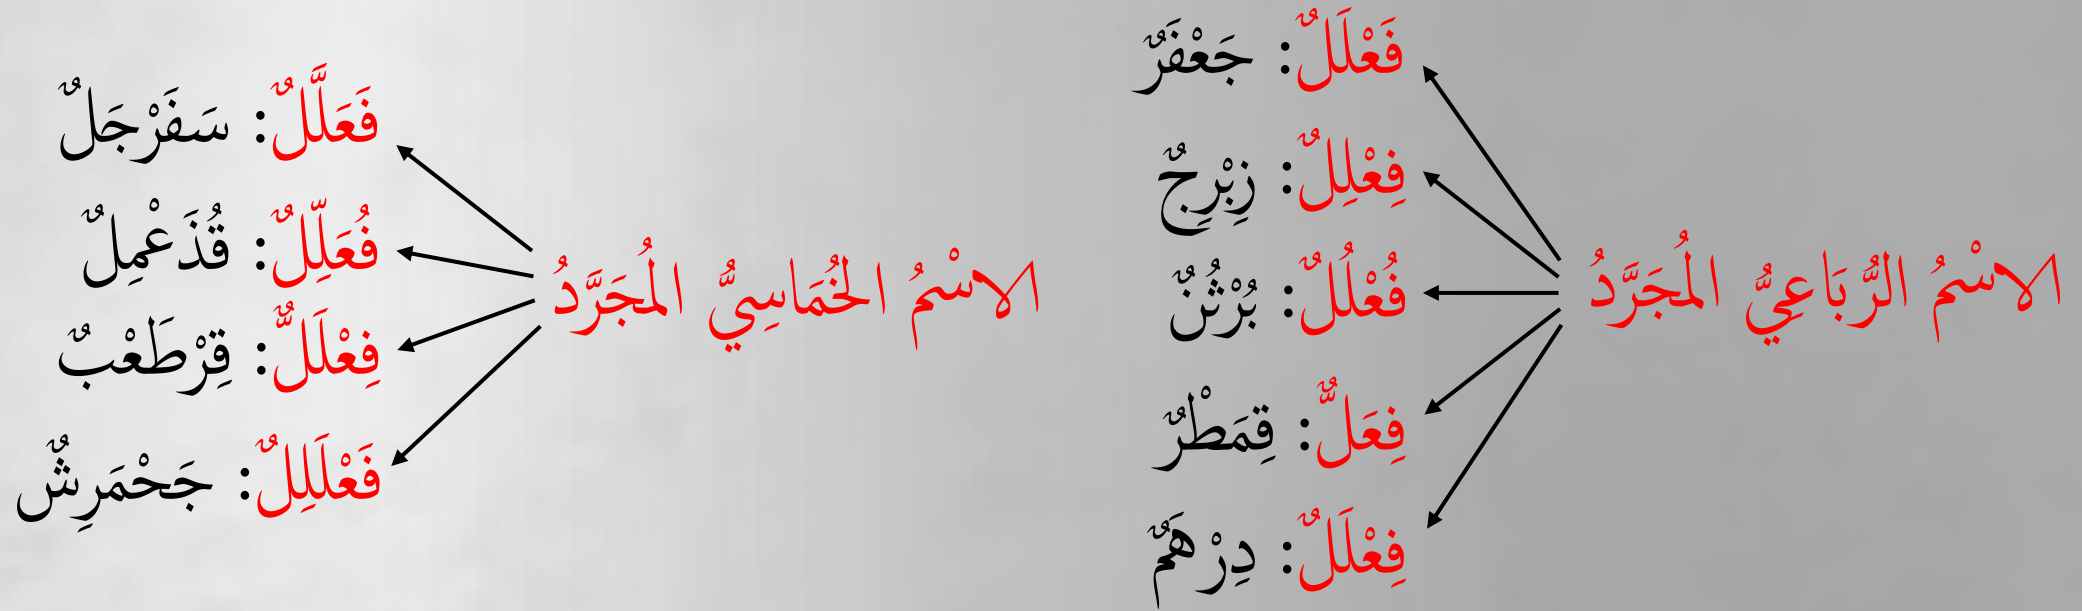 الاسْمُ الرُّبَاعِيُّ المُجَرَّدُ
فَعْلَلٌ: جَعْفَرٌ
فِعْلِلٌ: زِبْرِجٌ
فُعْلُلٌ: بُرْثُنٌ
فِعَلٌّ: قِمَطْرٌ
فِعْلَلٌ: دِرْهَمٌ
الاسْمُ الخُمَاسِيُّ المُجَرَّدُ
فَعَلَّلٌ: سَفَرْجَلٌ
فُعَلِّلٌ: قُذَعْمِلٌ
فِعْلَلٌّ: قِرْطَعْبٌ
فَعْلَلِلٌ: جَحْمَرِشٌ